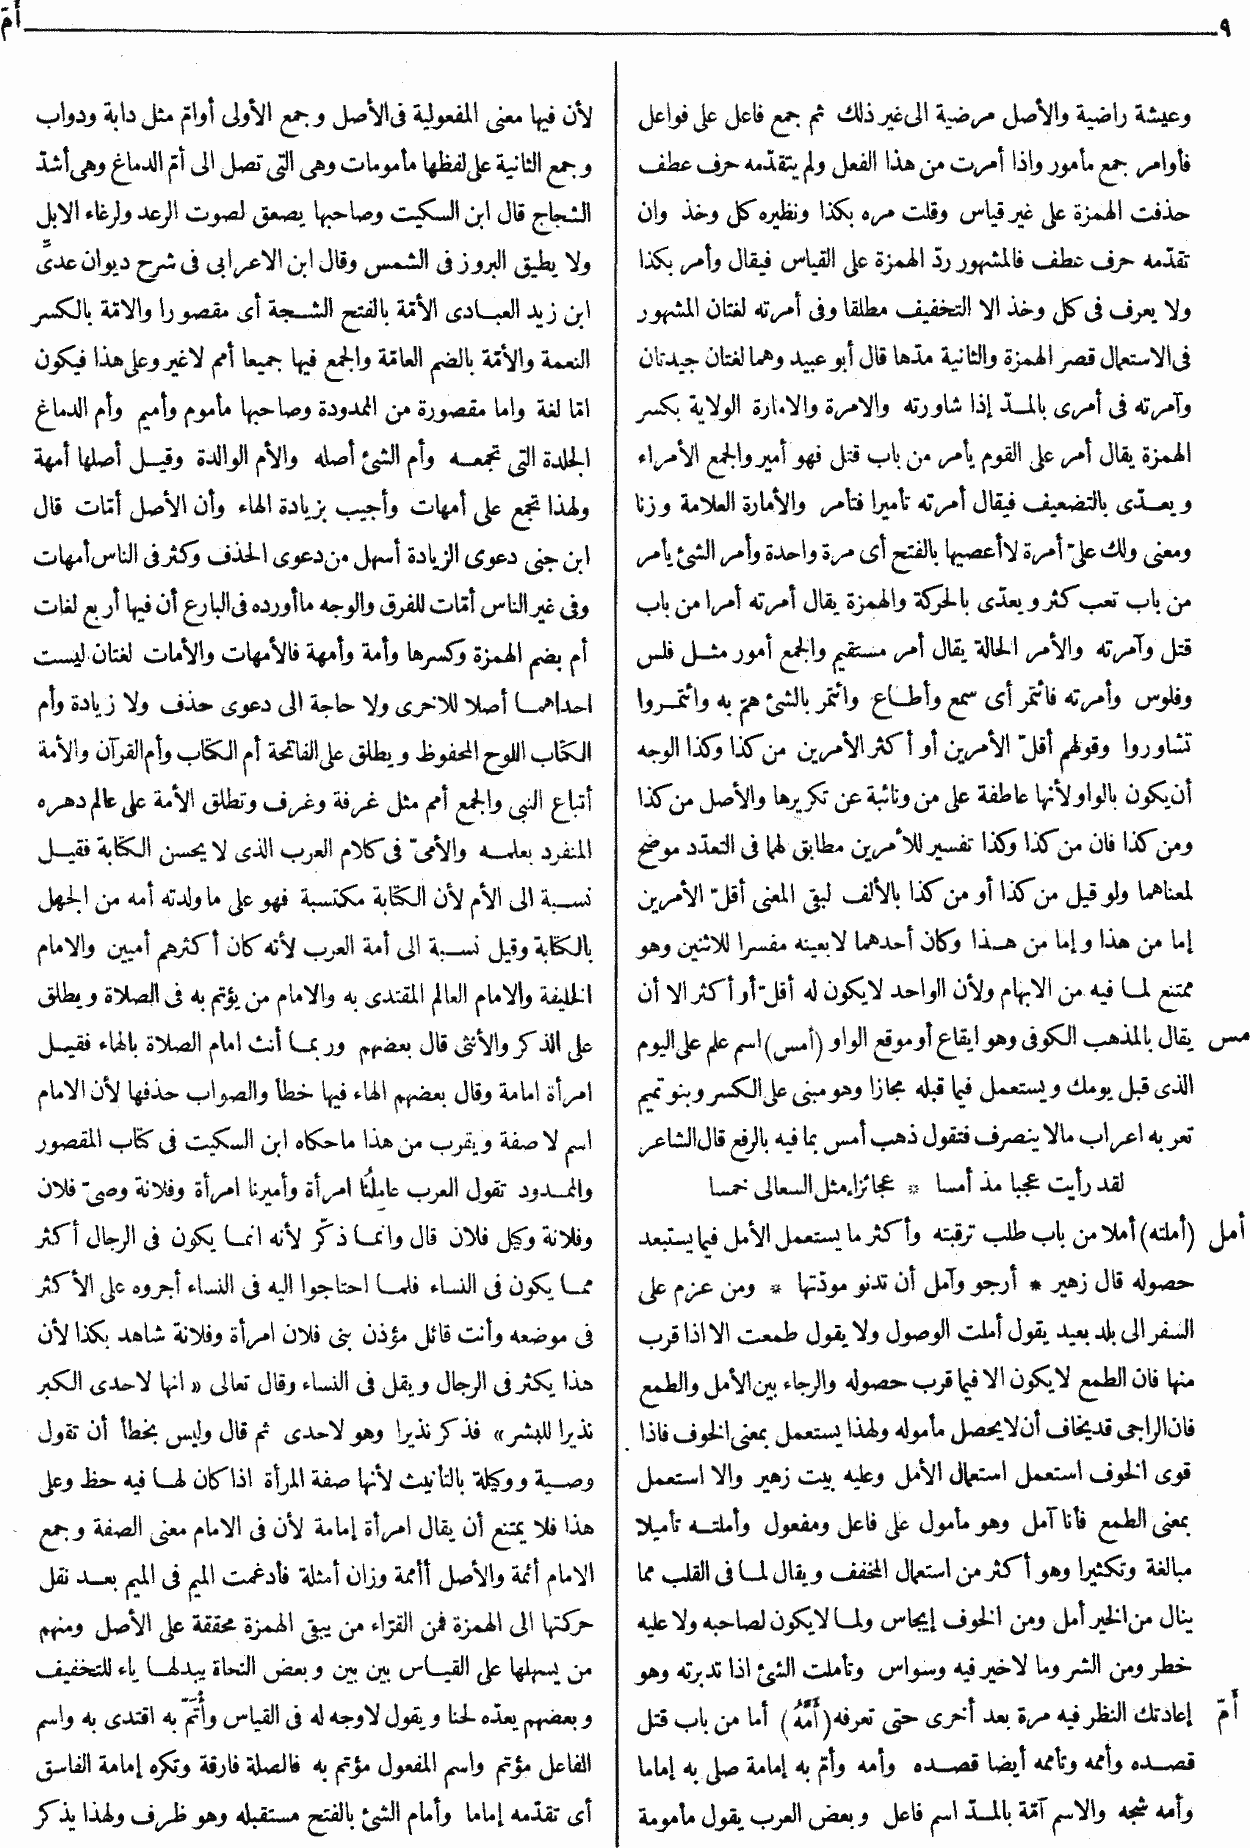 ٩
أمّ
وعيشة راضية والأصل مرضية الى غير ذلك ثم جمع فاعل على فواعل
فأوامر جمع مأمور واذا أمرت من هذا الفعل ولم يتقدّمه حرف عطف
حذفت الهمزة على غير قياس وقلت مره بكذا ونظيره كل وخذ وان
تقدّمه حرف عطف فالمشهور ردّ الهمزة على القياس فيقال وأمر بكذا
ولا يعرف فى كل وخذ الا التخفيف مطلقا وفى أمرته لغتان المشهور
فى الاستعمال قصر الهمزة والثانية مدّها قال أبو عبيد وهما لغتان جيدتان
وآمرته فى أمرى بالمدّ إذا شاورته والامرة والامارة الولاية بكسر
الهمزة يقال أمر على القوم يأمر من باب قتل فهو أمير والجمع الأمراء
ويعدّى بالتضعيف فيقال أمرته تأميرا فتأمر والأمارة العلامة وزنا
ومعنى ولك علىّ أمرة لا أعصيها بالفتح أى مرة واحدة وأمر الشئ يأمر
من باب تعب كثر ويعدّى بالحركة والهمزة يقال أمرته أمرا من باب
قتل وآمرته والأمر الحالة يقال أمر مستقيم والجمع أمور مثل فلس
وفلوس وأمرته فائتمر أى سمع وأطاع وائتمر بالشئ همّ به وائتمروا
تشاوروا وقولهم أقلّ الأمرين أو أكثر الأمرين من كذا وكذا الوجه
أن يكون بالواو لأنها عاطفة على من ونائبة عن تكريرها والأصل من كذا
ومن كذا فان من كذا وكذا تفسير للأمرين مطابق لهما فى التعدّد موضح
لمعناهما ولو قيل من كذا أو من كذا بالألف لبقى المعنى أقلّ الأمرين
إما من هذا وإما من هذا وكان أحدهما لا بعينه مفسرا للاثنين وهو
ممتنع لما فيه من الابهام ولأن الواحد لا يكون له أقلّ أو أكثر الا أن
مس يقال بالمذهب الكوفى وهو ايقاع أو موقع الواو (أمس) اسم علم على اليوم
الذى قبل يومك ويستعمل فيما قبله مجازا وهو مبنى على الكسر وبنو تميم
تعربه اعراب مالا ينصرف فتقول ذهب أمس بما فيه بالرفع قال الشاعر
لقد رأيت عجبا مذ أمسا * عجائزا مثل السعالى خمسا
أمل (أملته) أملا من باب طلب ترقبته وأكثر ما يستعمل الأمل فيما يستبعد
حصوله قال زهير * أرجو وآمل أن تدنو مودّتها * ومن عزم على
السفر الى بلد بعيد يقول أملت الوصول ولا يقول طمعت الا اذا قرب
منها فان الطمع لا يكون الا فيما قرب حصوله والرجاء بين الأمل والطمع
فان الراجى قد يخاف أن لا يحصل مأموله ولهذا يستعمل بمعنى الخوف فاذا
قوى الخوف استعمل استعمال الأمل وعليه بيت زهير والا استعمل
بمعنى الطمع فأنا آمل وهو مأمول على فاعل ومفعول وأملته تأميلا
مبالغة وتكثيرا وهو أكثر من استعمال المخفف ويقال لما فى القلب مما
ينال من الخير أمل ومن الخوف إيجاس ولما لا يكون لصاحبه ولا عليه
خطر ومن الشر وما لا خير فيه وسواس وتأملت الشئ اذا تدبرته وهو
أمّ إعادتك النظر فيه مرة بعد أخرى حتى تعرفه (أَمَّهُ) أما من باب قتل
قصده وأممه وتأممه أيضا قصده وأمه وأمّ به إمامة صلى به إماما
وأمه شجه والاسم آمّة بالمدّ اسم فاعل وبعض العرب يقول مأمومة
لأن فيها معنى المفعولية فى الأصل وجمع الأولى أوامّ مثل دابة ودواب
وجمع الثانية على لفظها مأمومات وهى التى تصل الى أمّ الدماغ وهى أشدّ
الشجاج قال ابن السكيت وصاحبها يصعق لصوت الرعد ولرغاء الابل
ولا يطيق البروز فى الشمس وقال ابن الاعرابى فى شرح ديوان عدىّ
ابن زيد العبادى الأمّة بالفتح الشجة أى مقصورا والامّة بالكسر
النعمة والأمّة بالضم العامّة والجمع فيها جميعا أمم لا غير وعلى هذا فيكون
امّا لغة واما مقصورة من الممدودة وصاحبها مأموم وأميم وأم الدماغ
الجلدة التى تجمعه وأم الشئ أصله والأم الوالدة وقيل أصلها أمهة
ولهذا تجمع على أمهات وأجيب بزيادة الهاء وأن الأصل أمّات قال
ابن جنى دعوى الزيادة أسهل من دعوى الحذف وكثر فى الناس أمهات
وفى غير الناس أمّات للفرق والوجه ما أورده فى البارع أن فيها أربع لغات
أم بضم الهمزة وكسرها وأمة وأمهة فالأمهات والأمات لغتان ليست
احداهما أصلا للاخرى ولا حاجة الى دعوى حذف ولا زيادة وأم
الكتاب اللوح المحفوظ ويطلق على الفاتحة أم الكتاب وأم القرآن والأمة
أتباع النبى والجمع أمم مثل غرفة وغرف وتطلق الأمة على عالم دهره
المنفرد بعلمه والأمىّ فى كلام العرب الذى لا يحسن الكتابة فقيل
نسبة الى الأم لأن الكتابة مكتسبة فهو على ما ولدته أمه من الجهل
بالكتابة وقيل نسبة الى أمة العرب لأنه كان أكثرهم أميين والامام
الخليفة والامام العالم المقتدى به والامام من يؤتم به فى الصلاة ويطلق
على الذكر والأنثى قال بعضهم وربما أنث امام الصلاة بالهاء فقيل
امرأة امامة وقال بعضهم الهاء فيها خطأ والصواب حذفها لأن الامام
اسم لا صفة ويقرب من هذا ما حكاه ابن السكيت فى كتاب المقصور
والممدود تقول العرب عاملُنا امرأة وأميرنا امرأة وفلانة وصىّ فلان
وفلانة وكيل فلان قال وانما ذكّر لأنه انما يكون فى الرجال أكثر
مما يكون فى النساء فلما احتاجوا اليه فى النساء أجروه على الأكثر
فى موضعه وأنت قائل مؤذن بنى فلان امرأة وفلانة شاهد بكذا لأن
هذا يكثر فى الرجال ويقل فى النساء وقال تعالى «انها لاحدى الكبر
نذيرا للبشر» فذكر نذيرا وهو لاحدى ثم قال وليس بخطأ أن تقول
وصية ووكيلة بالتأنيث لأنها صفة المرأة اذا كان لها فيه حظ وعلى
هذا فلا يمتنع أن يقال امرأة إمامة لأن فى الامام معنى الصفة وجمع
الامام أئمة والأصل أأممة وزان أمثلة فأدغمت الميم فى الميم بعد نقل
حركتها الى الهمزة فمن القرّاء من يبقى الهمزة محققة على الأصل ومنهم
من يسهلها على القياس بين بين وبعض النحاة يبدلها ياء للتخفيف
وبعضهم يعدّه لحنا ويقول لا وجه له فى القياس وأُتَمّ به اقتدى به واسم
الفاعل مؤتم واسم المفعول مؤتم به فالصلة فارقة وتكره إمامة الفاسق
أى تقدّمه إماما وأمام الشئ بالفتح مستقبله وهو ظرف ولهذا يذكر